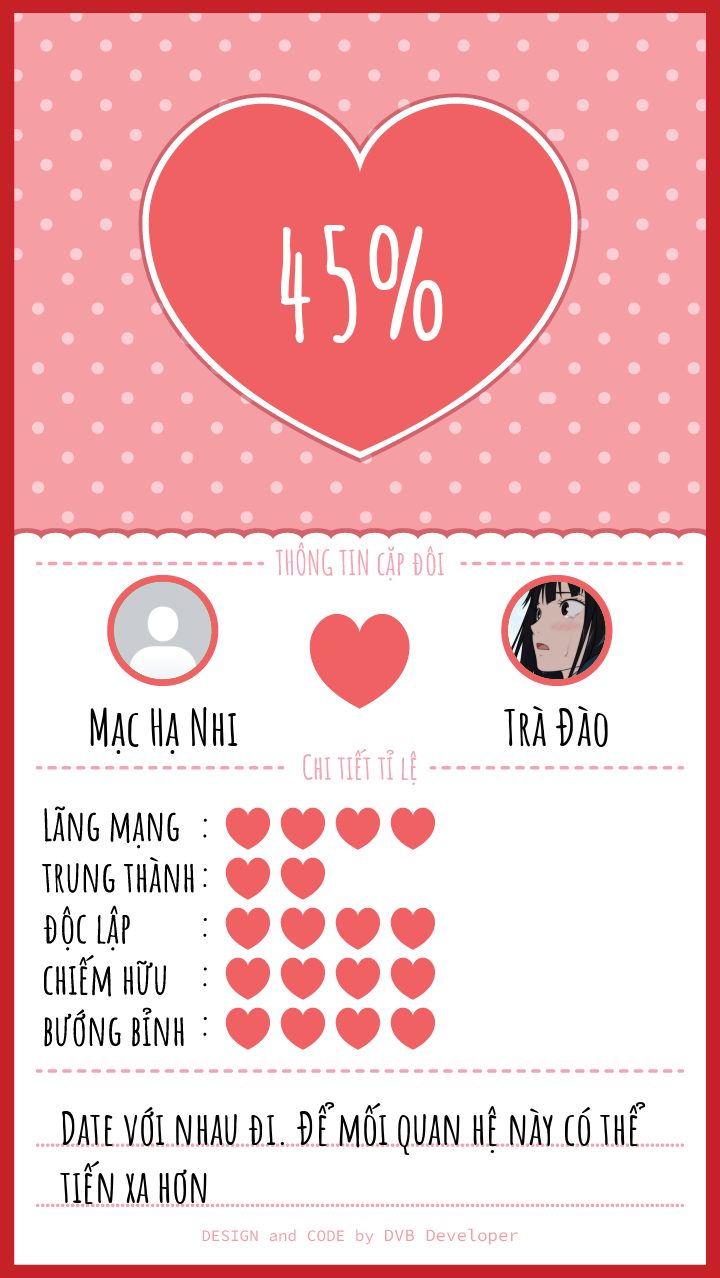 45%
THÔNG TIN CẶP ĐÔI
MẠC HẠ NHI
TRÀ ĐÀO
CHI TIẾT TỈ LỆ
LÃNG MẠNG :
TRUNG THÀNH :
ĐỘC LẬP :
CHIẾM HỮU :
BƯỚNG BỈNH :
DATE VỚI NHAU ĐI. ĐỂ MỐI QUAN HỆ NÀY CÓ THỂ
TIẾN XA HƠN
DESIGN and CODE by DVB Developer